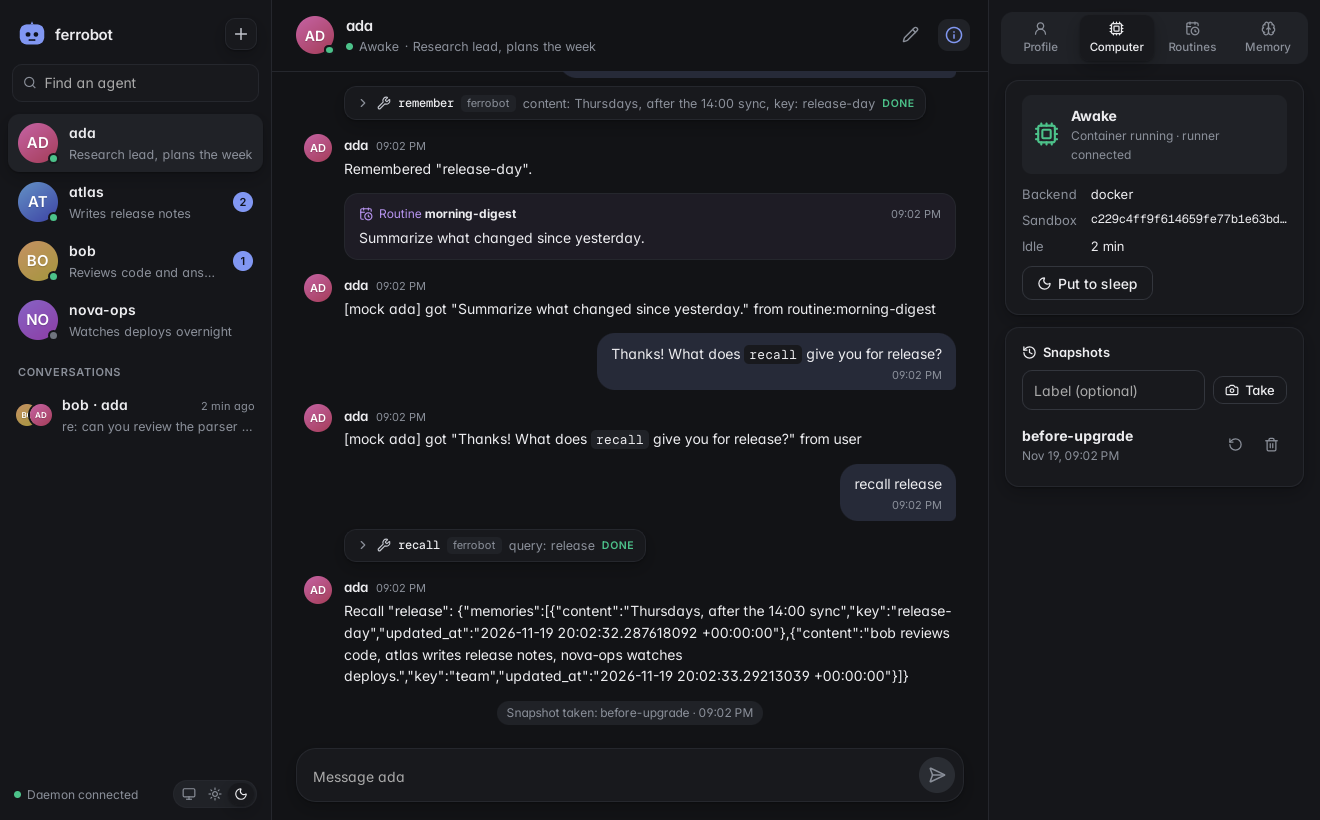 ferrobot
Find an agent
AD
ada
Research lead, plans the week
AT
atlas
Writes release notes
2
BO
bob
Reviews code and ans…
1
NO
nova-ops
Watches deploys overnight
CONVERSATIONS
AD
bob · ada
2 min ago
re: can you review the parser …
Daemon connected
AD
ada
Awake · Research lead, plans the week
remember ferrobot content: Thursdays, after the 14:00 sync, key: release-day DONE
AD
ada 09:02 PM
Remembered "release-day".
Routine morning-digest 09:02 PM
Summarize what changed since yesterday.
AD
ada 09:02 PM
[mock ada] got "Summarize what changed since yesterday." from routine:morning-digest
Thanks! What does recall give you for release?
09:02 PM
AD
ada 09:02 PM
[mock ada] got "Thanks! What does recall give you for release?" from user
recall release
09:02 PM
recall ferrobot query: release DONE
AD
ada 09:02 PM
Recall "release": {"memories":[{"content":"Thursdays, after the 14:00 sync","key":"release-
day","updated_at":"2026-11-19 20:02:32.287618092 +00:00:00"},{"content":"bob reviews
code, atlas writes release notes, nova-ops watches
deploys.","key":"team","updated_at":"2026-11-19 20:02:33.29213039 +00:00:00"}]}
Snapshot taken: before-upgrade · 09:02 PM
Message ada
Profile
Computer
Routines
Memory
Awake
Container running · runner
connected
Backend docker
Sandbox c229c4ff9f614659fe77b1e63bd…
Idle 2 min
Put to sleep
Snapshots
Label (optional)
Take
before-upgrade
Nov 19, 09:02 PM